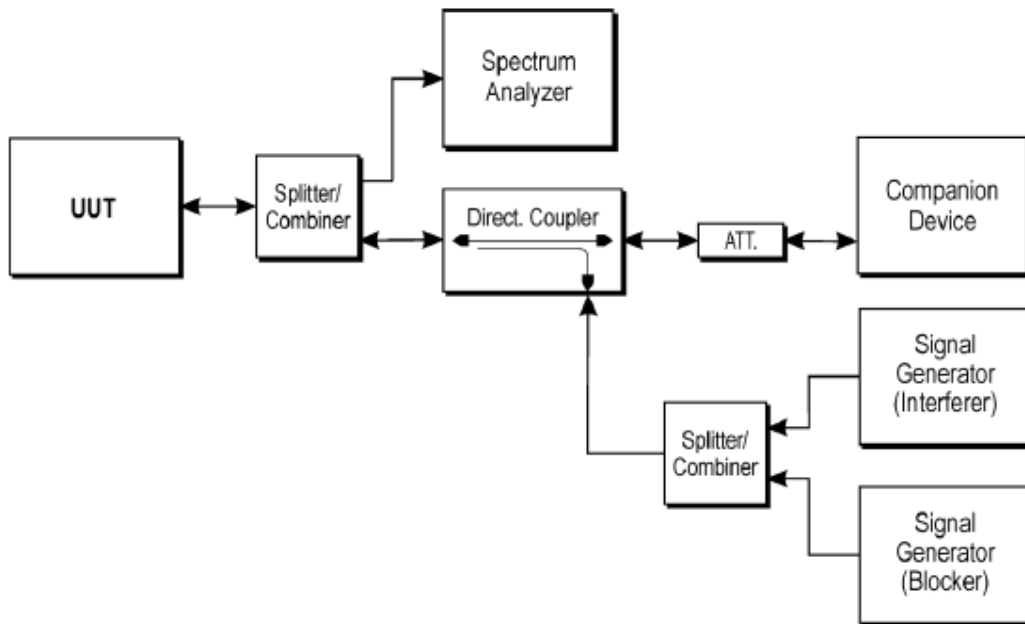 Spectrum
Analyzer
UUT
Splitter/
Combiner
Direct. Coupler
ATT.
Companion
Device
Signal
Generator
(Interferer)
Splitter/
Combiner
Signal
Generator
(Blocker)